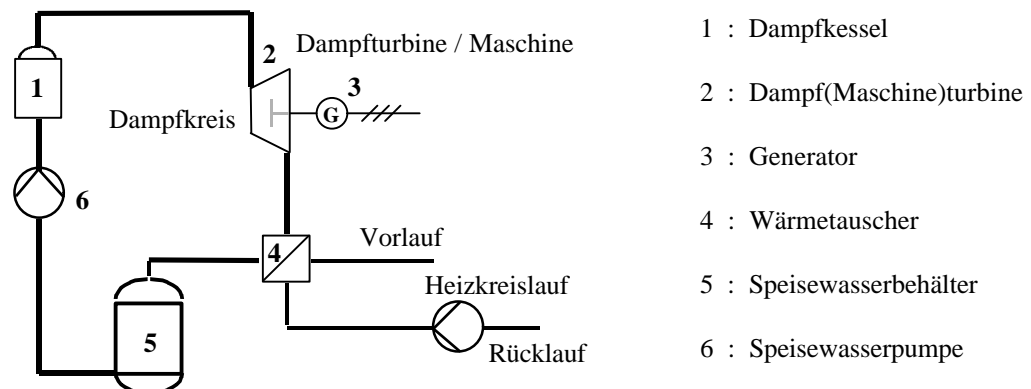 Dampfturbine / Maschine
2
3
1
G
Dampfkreis
6
4
Vorlauf
Heizkreislauf
5
Rücklauf
1 : Dampfkessel
2 : Dampf(Maschine)turbine
3 : Generator
4 : Wärmetauscher
5 : Speisewasserbehälter
6 : Speisewasserpumpe